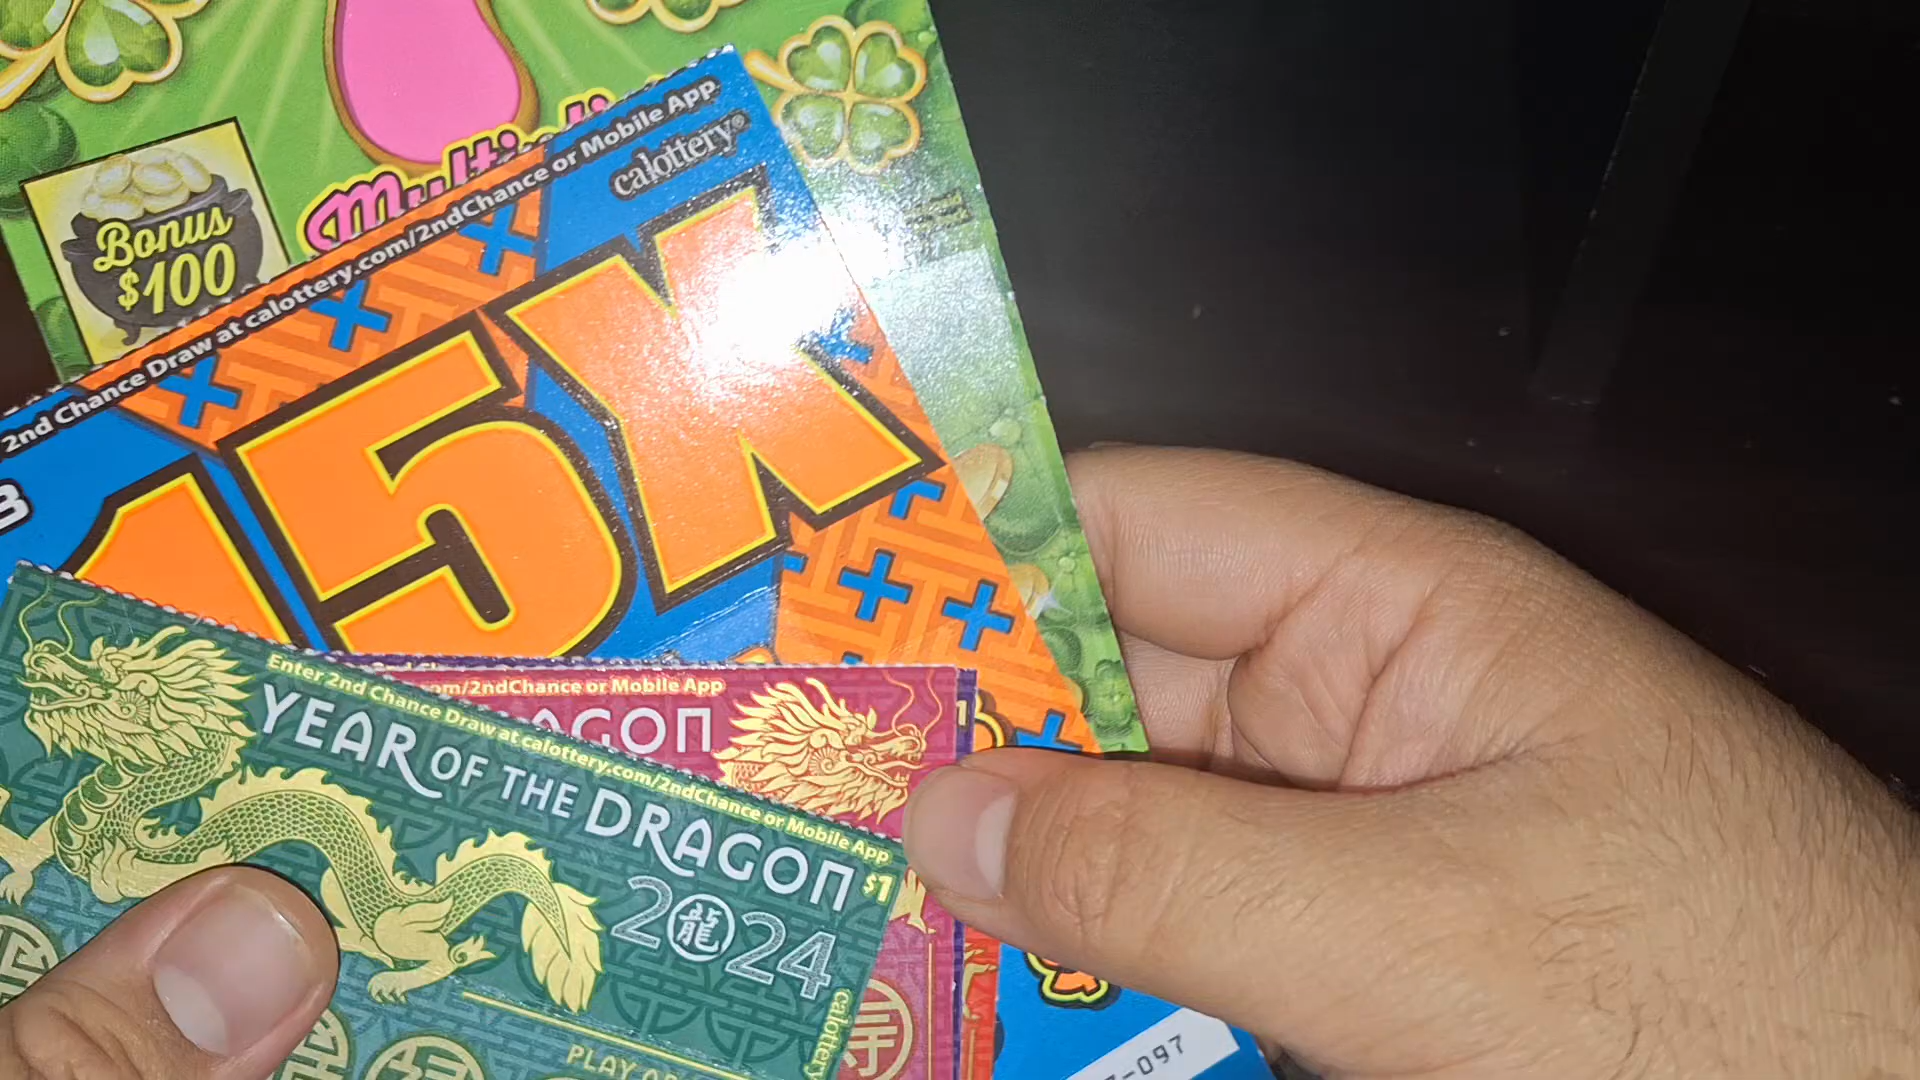 Bonus
$100
2nd Chance Draw at calottery.com/2ndChance or Mobile App
calottery®
15X
om/2ndChance or Mobile App
Enter 2nd Chance Draw at calottery.com/2ndChance or Mobile App
YEAR OF THE DRAGON
$1
2龍24
calottery
PLAY
-097